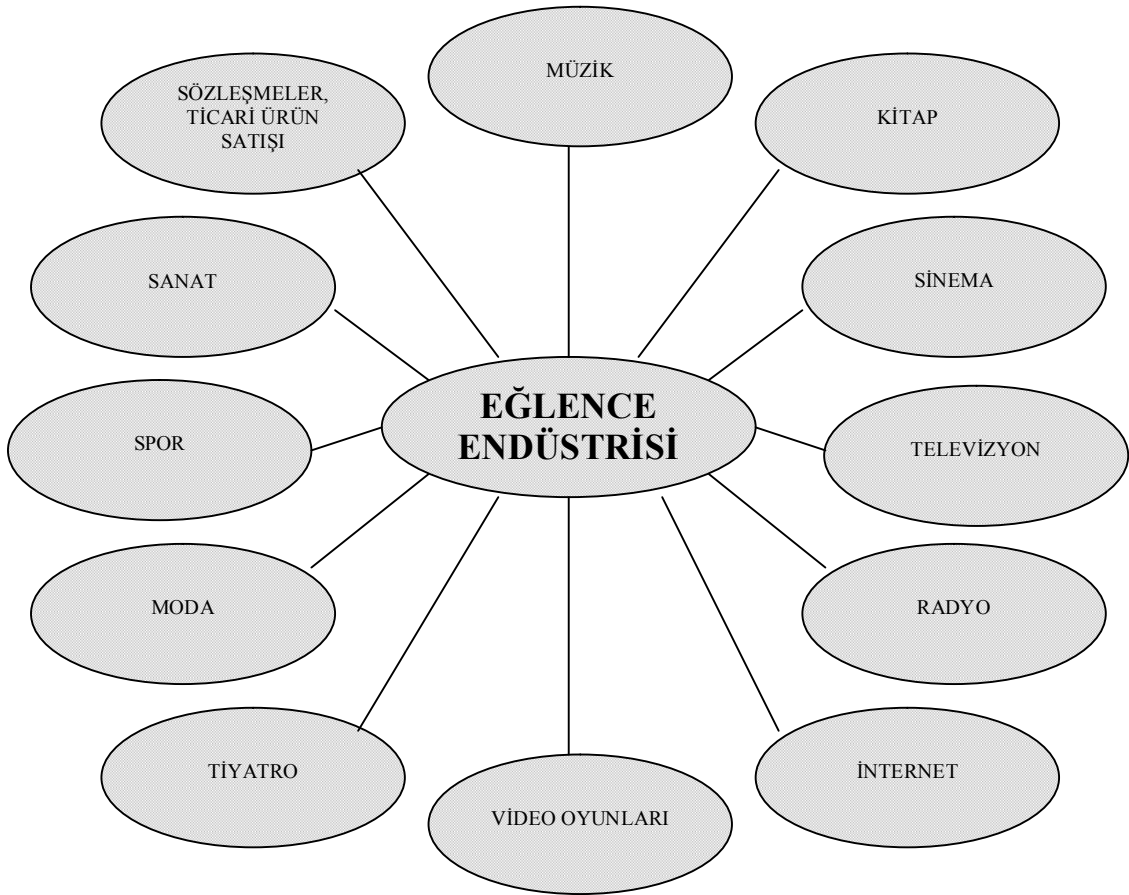 MÜZİK
SÖZLEŞMELER,
TİCARİ ÜRÜN
SATIŞI
KİTAP
SANAT
SİNEMA
EĞLENCE
ENDÜSTRİSİ
SPOR
TELEVİZYON
MODA
RADYO
TİYATRO
İNTERNET
VİDEO OYUNLARI